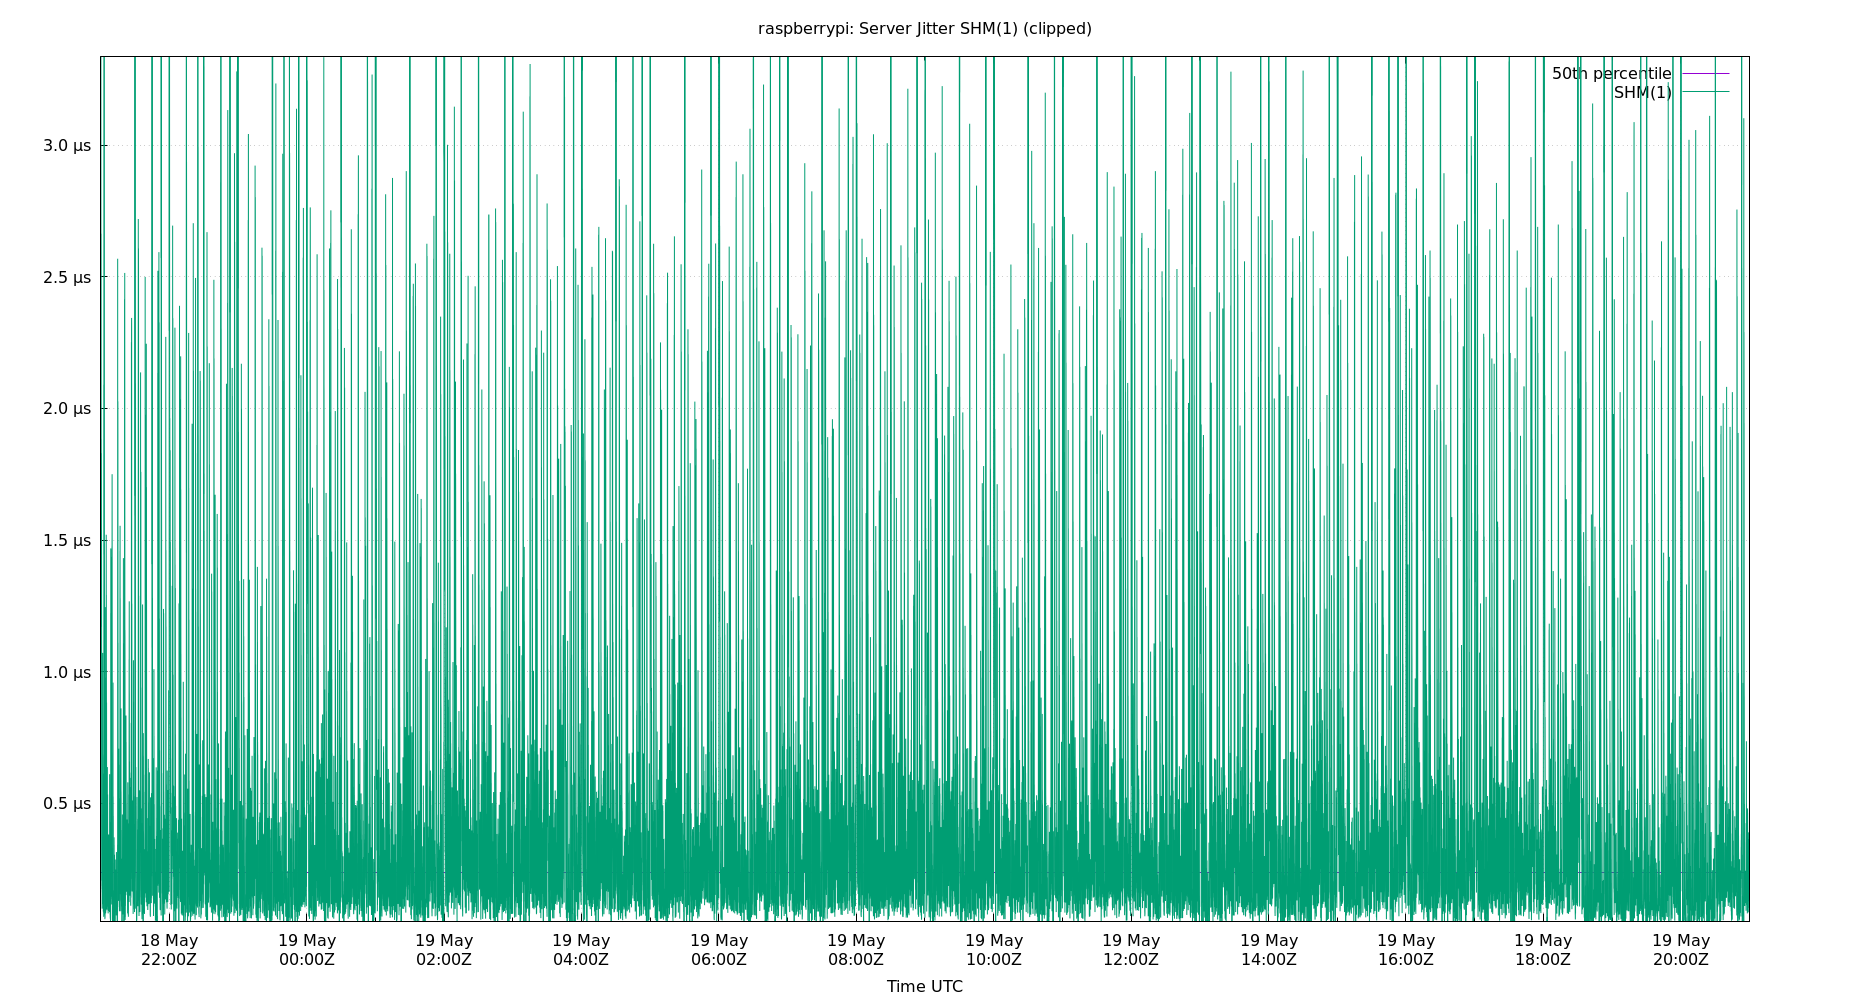 raspberrypi: Server Jitter SHM(1) (clipped)
50th percentile
SHM(1)
3.0 µs
2.5 µs
2.0 µs
1.5 µs
1.0 µs
0.5 µs
18 May 19 May 19 May 19 May 19 May 19 May 19 May 19 May 19 May 19 May 19 May 19 May
22:00Z 00:00Z 02:00Z 04:00Z 06:00Z 08:00Z 10:00Z 12:00Z 14:00Z 16:00Z 18:00Z 20:00Z
Time UTC